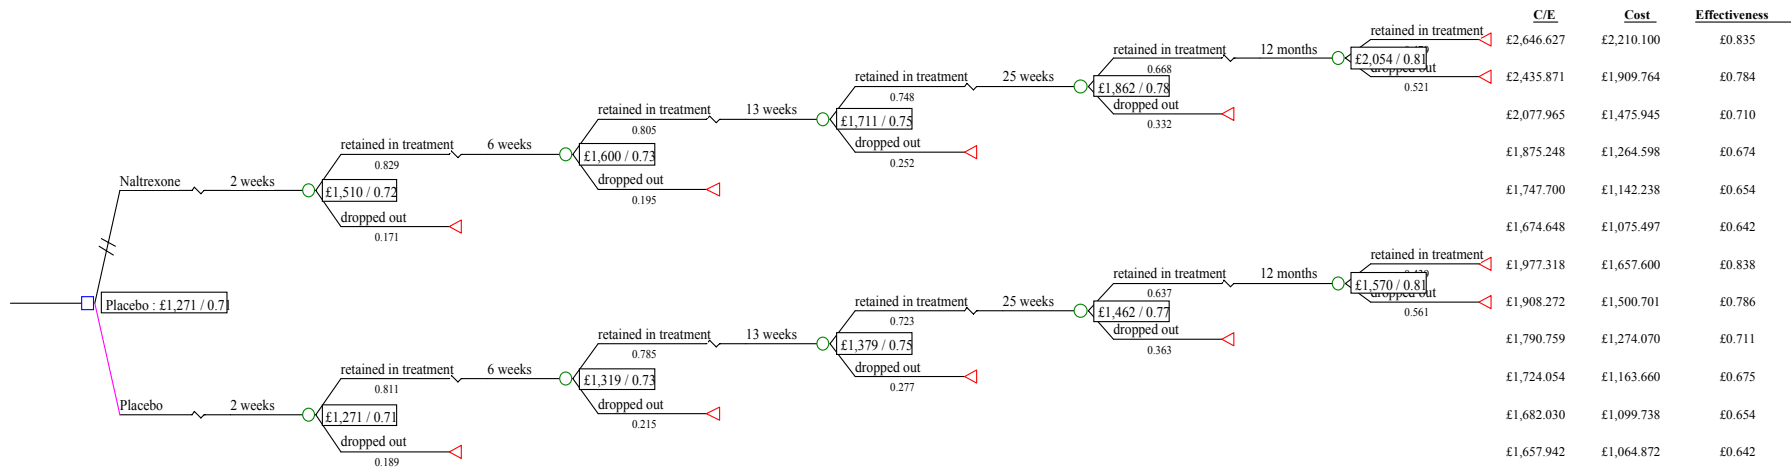 C/E Cost Effectiveness
retained in treatment £2,646.627 £2,210.100 £0.835
retained in treatment 12 months £2,054 / 0.81
0.668
dropped out £2,435.871 £1,909.764 £0.784
0.521
retained in treatment 25 weeks £1,862 / 0.78
0.748
dropped out £2,077.965 £1,475.945 £0.710
0.332
retained in treatment 13 weeks £1,711 / 0.75
0.805
dropped out £1,875.248 £1,264.598 £0.674
0.252
retained in treatment 6 weeks £1,600 / 0.73
0.829
dropped out £1,747.700 £1,142.238 £0.654
0.195
Naltrexone 2 weeks £1,510 / 0.72
dropped out £1,674.648 £1,075.497 £0.642
0.171
retained in treatment £1,977.318 £1,657.600 £0.838
retained in treatment 12 months £1,570 / 0.81
0.637
dropped out £1,908.272 £1,500.701 £0.786
0.561
Placebo : £1,271 / 0.71
retained in treatment 25 weeks £1,462 / 0.77
0.723
dropped out £1,790.759 £1,274.070 £0.711
0.363
retained in treatment 13 weeks £1,379 / 0.75
0.785
dropped out £1,724.054 £1,163.660 £0.675
0.277
retained in treatment 6 weeks £1,319 / 0.73
0.811
dropped out £1,682.030 £1,099.738 £0.654
0.215
Placebo 2 weeks £1,271 / 0.71
dropped out £1,657.942 £1,064.872 £0.642
0.189